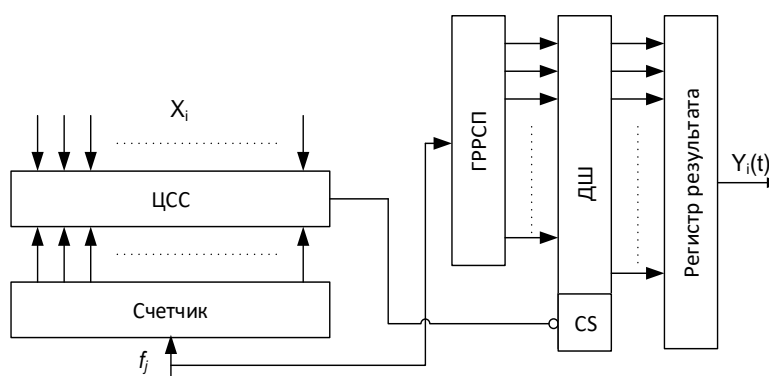 Xᵢ
ЦСС
Счетчик
fⱼ
ГРРСП
ДШ
CS
Регистр результата
Yᵢ(t)